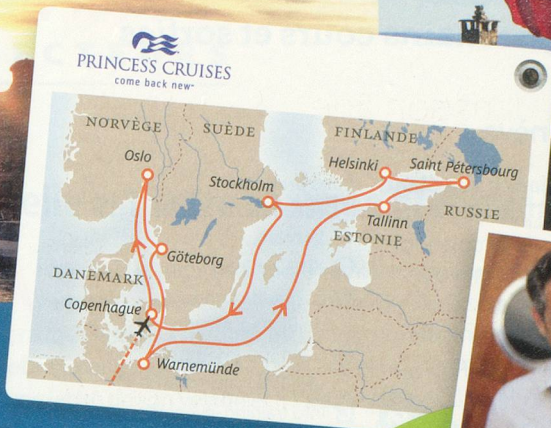 PRINCESS CRUISES
come back new℠
NORVÈGE
SUÈDE
FINLANDE
Oslo
Helsinki
Saint Pétersbourg
Stockholm
Tallinn
RUSSIE
ESTONIE
Göteborg
DANEMARK
Copenhague
Warnemünde